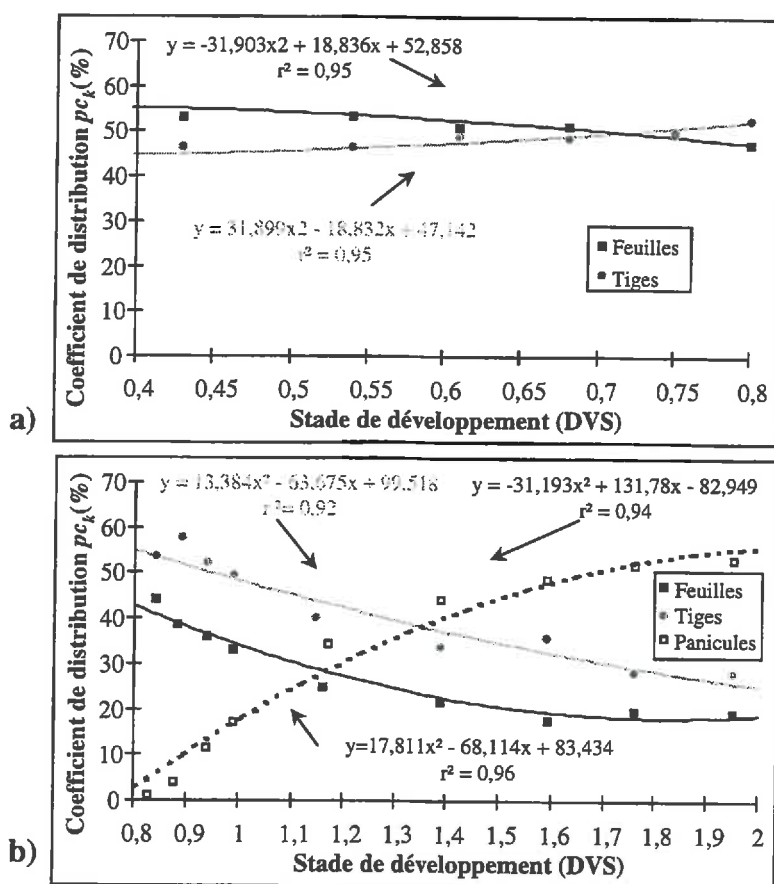 a)
Coefficient de distribution pck(%)
70
60
50
40
30
20
10
0
y = -31,903x2 + 18,836x + 52,858
r² = 0,95
y = 31,899x2 - 18,832x + 47,142
r² = 0,95
Feuilles
Tiges
0,4 0,45 0,5 0,55 0,6 0,65 0,7 0,75 0,8
Stade de développement (DVS)
b)
Coefficient de distribution pck(%)
70
60
50
40
30
20
10
0
y = 13,384x² - 63,675x + 99,518
r²= 0,92
y = -31,193x² + 131,78x - 82,949
r² = 0,94
Feuilles
Tiges
Panicules
y=17,811x² - 68,114x + 83,434
r² = 0,96
0,8 0,9 1 1,1 1,2 1,3 1,4 1,5 1,6 1,7 1,8 1,9 2
Stade de développement (DVS)